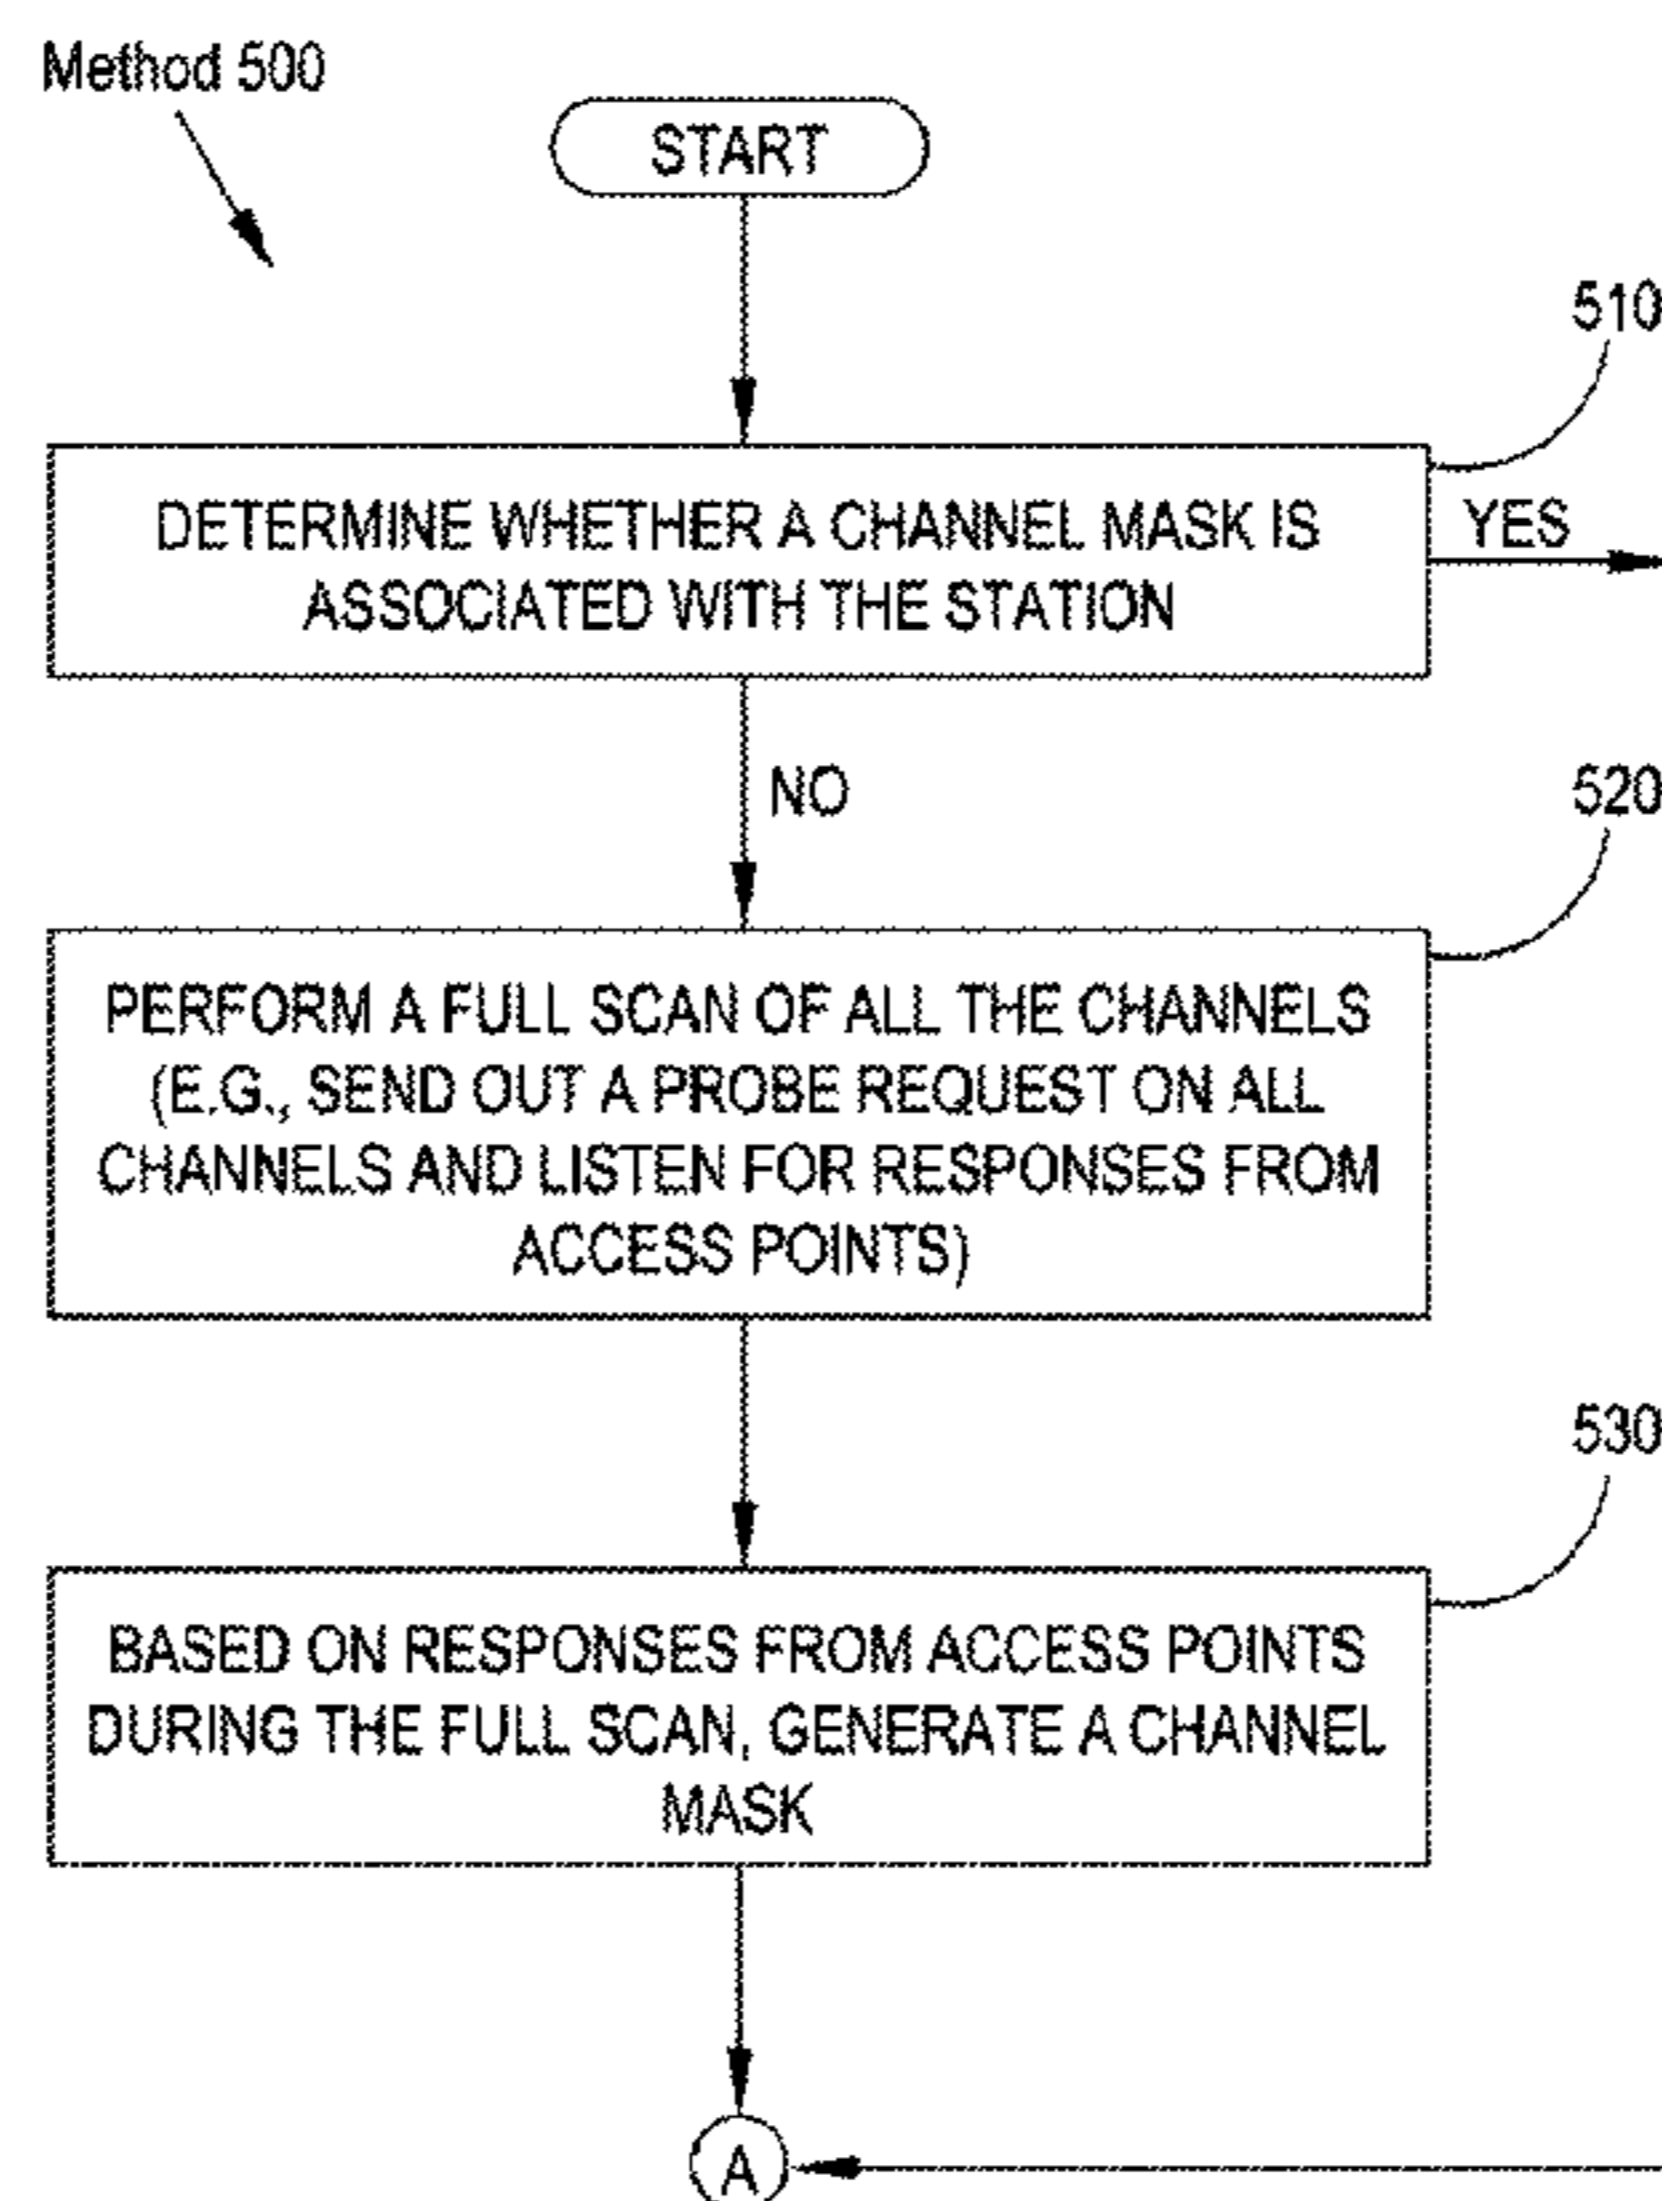 Method 500
START
510
DETERMINE WHETHER A CHANNEL MASK IS
ASSOCIATED WITH THE STATION
YES
NO
520
PERFORM A FULL SCAN OF ALL THE CHANNELS
(E.G., SEND OUT A PROBE REQUEST ON ALL
CHANNELS AND LISTEN FOR RESPONSES FROM
ACCESS POINTS)
530
BASED ON RESPONSES FROM ACCESS POINTS
DURING THE FULL SCAN, GENERATE A CHANNEL
MASK
A